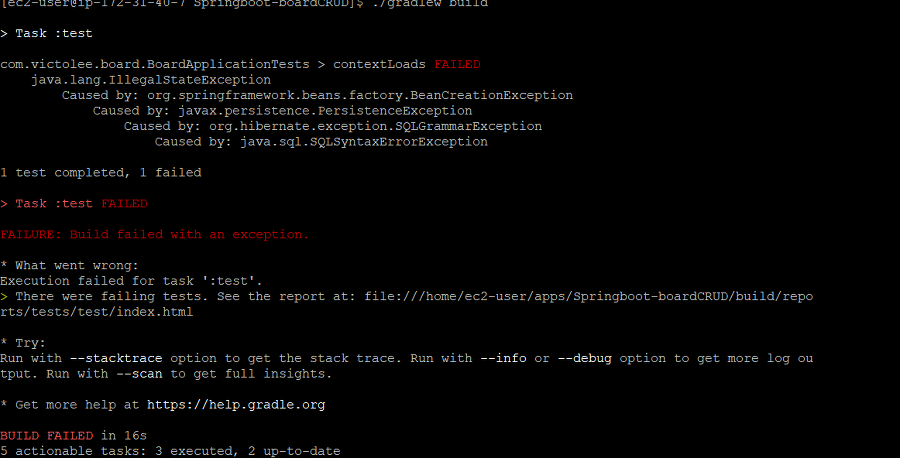 [ec2-user@ip-172-31-40-7 Springboot-boardCRUD]$ ./gradlew build
> Task :test
com.victolee.board.BoardApplicationTests > contextLoads FAILED
java.lang.IllegalStateException
Caused by: org.springframework.beans.factory.BeanCreationException
Caused by: javax.persistence.PersistenceException
Caused by: org.hibernate.exception.SQLGrammarException
Caused by: java.sql.SQLSyntaxErrorException
1 test completed, 1 failed
> Task :test FAILED
FAILURE: Build failed with an exception.
* What went wrong:
Execution failed for task ':test'.
> There were failing tests. See the report at: file:///home/ec2-user/apps/Springboot-boardCRUD/build/repo
rts/tests/test/index.html
* Try:
Run with --stacktrace option to get the stack trace. Run with --info or --debug option to get more log ou
tput. Run with --scan to get full insights.
* Get more help at https://help.gradle.org
BUILD FAILED in 16s
5 actionable tasks: 3 executed, 2 up-to-date